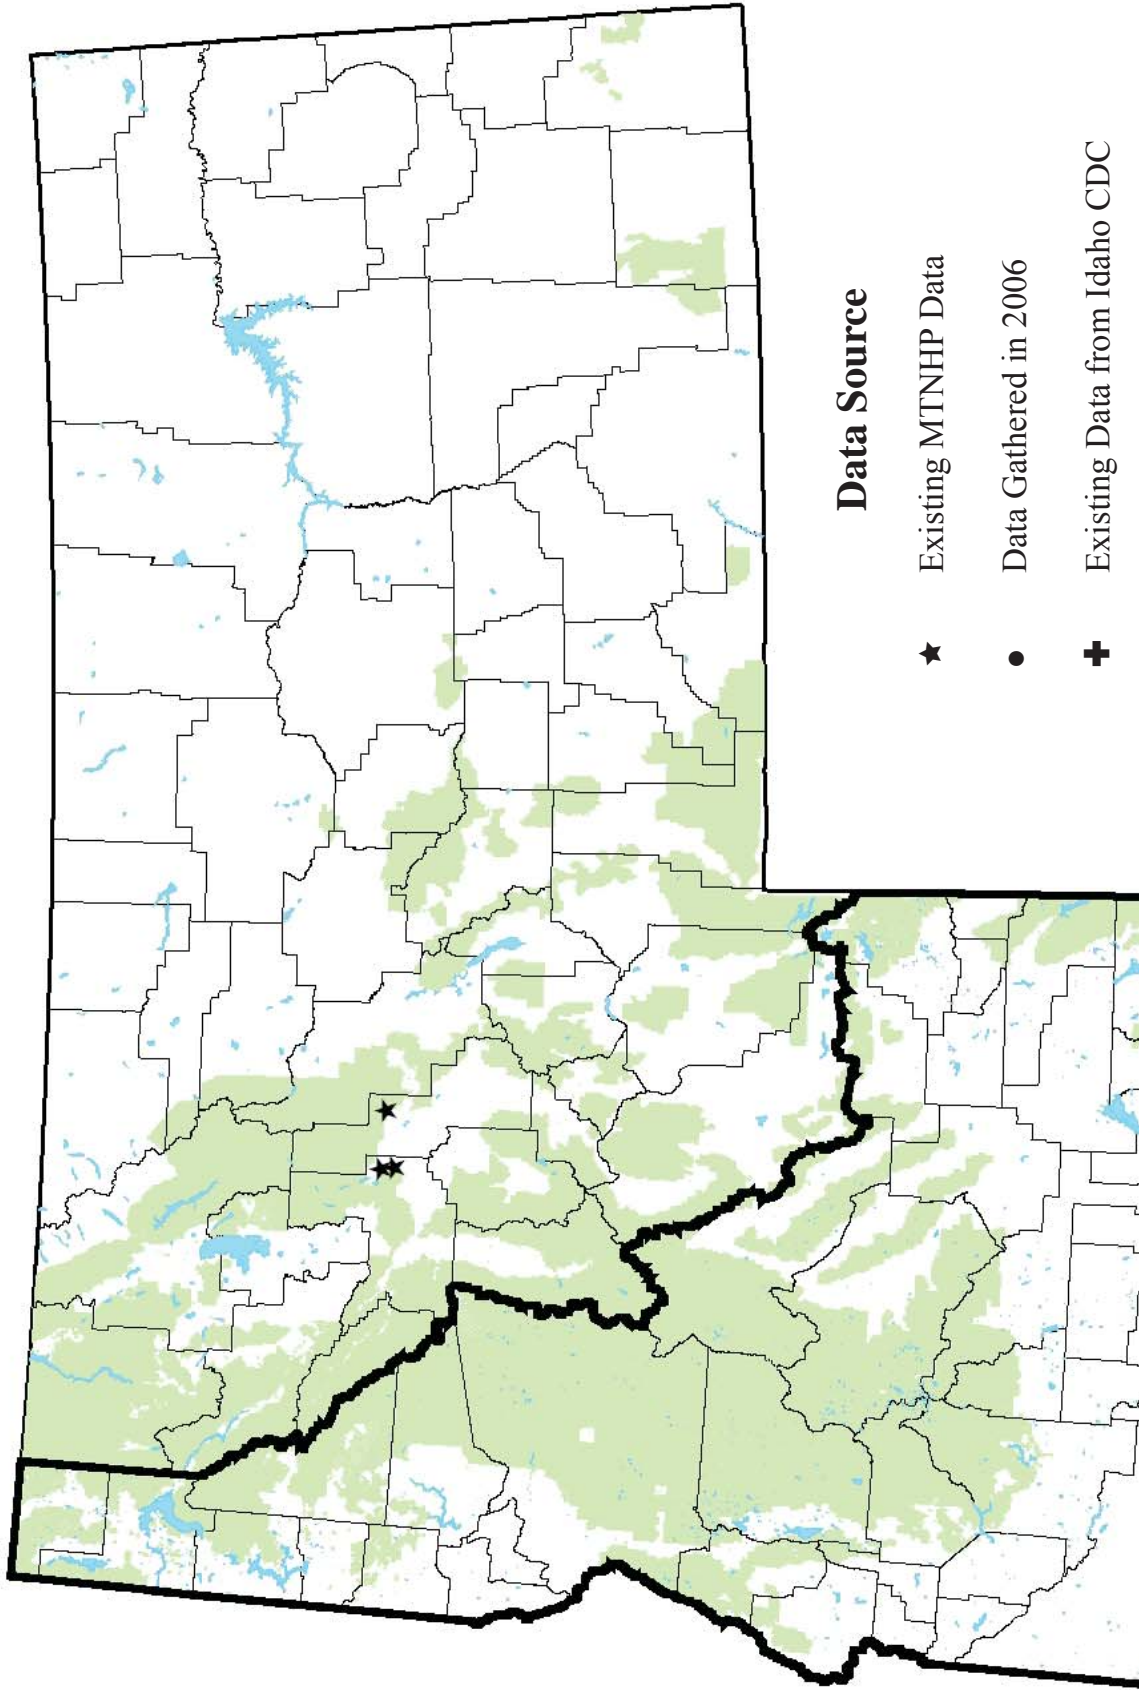 Data Source
Existing MTNHP Data
Data Gathered in 2006
Existing Data from Idaho CDC